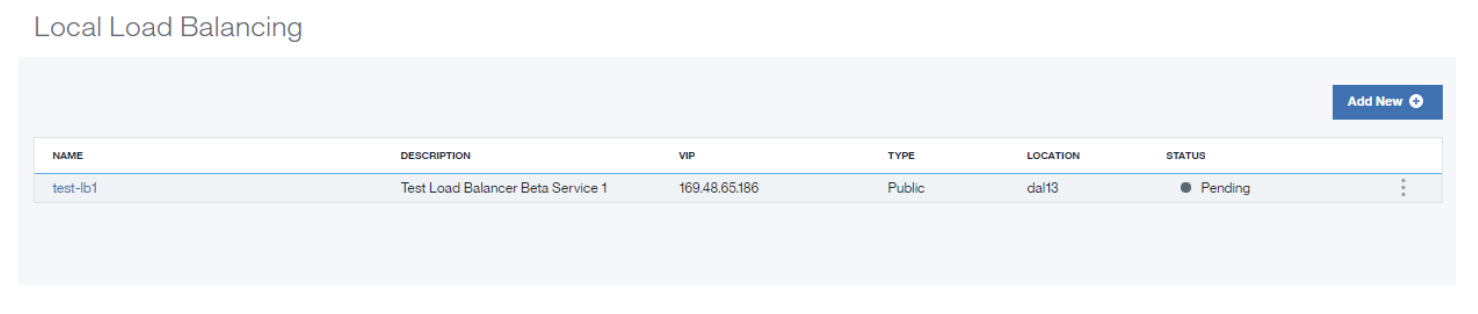 Local Load Balancing
Add New
NAME DESCRIPTION VIP TYPE LOCATION STATUS
test-lb1 Test Load Balancer Beta Service 1 169.48.65.186 Public dal13 Pending